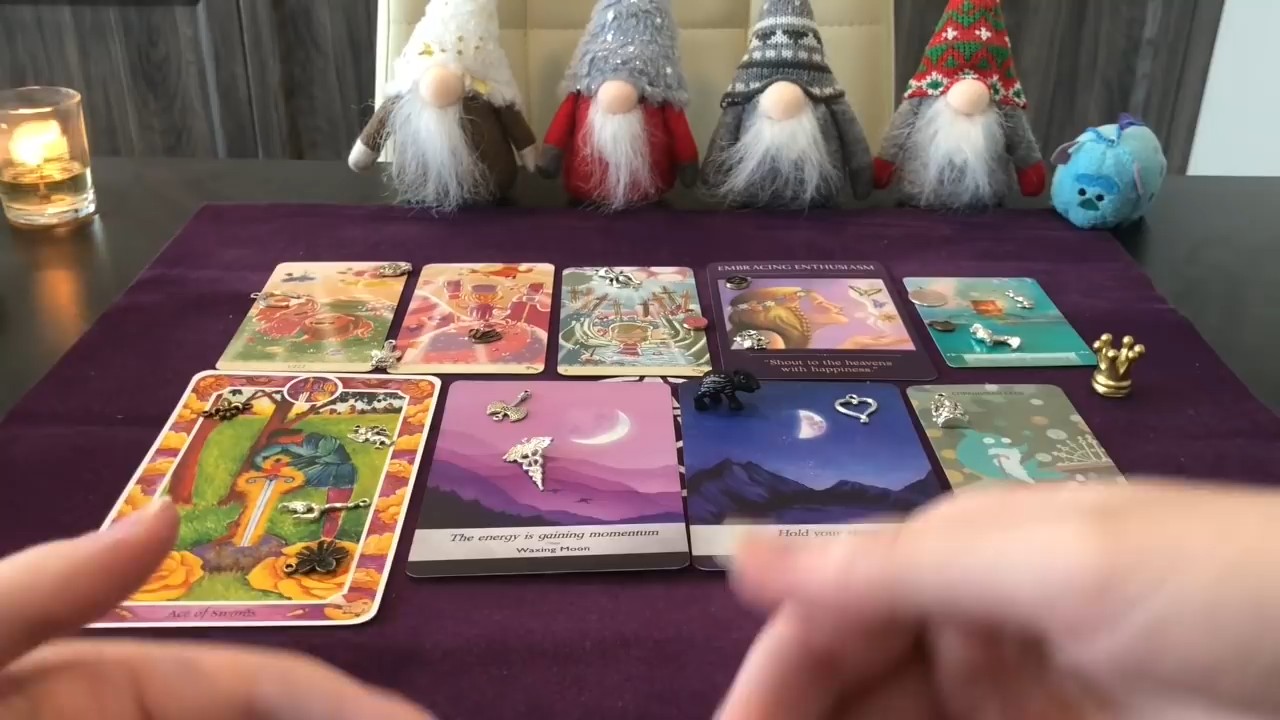 EMBRACING ENTHUSIASM
"Shout to the heavens
with happiness."
The energy is gaining momentum
Waxing Moon
Hold your
Ace of Swords